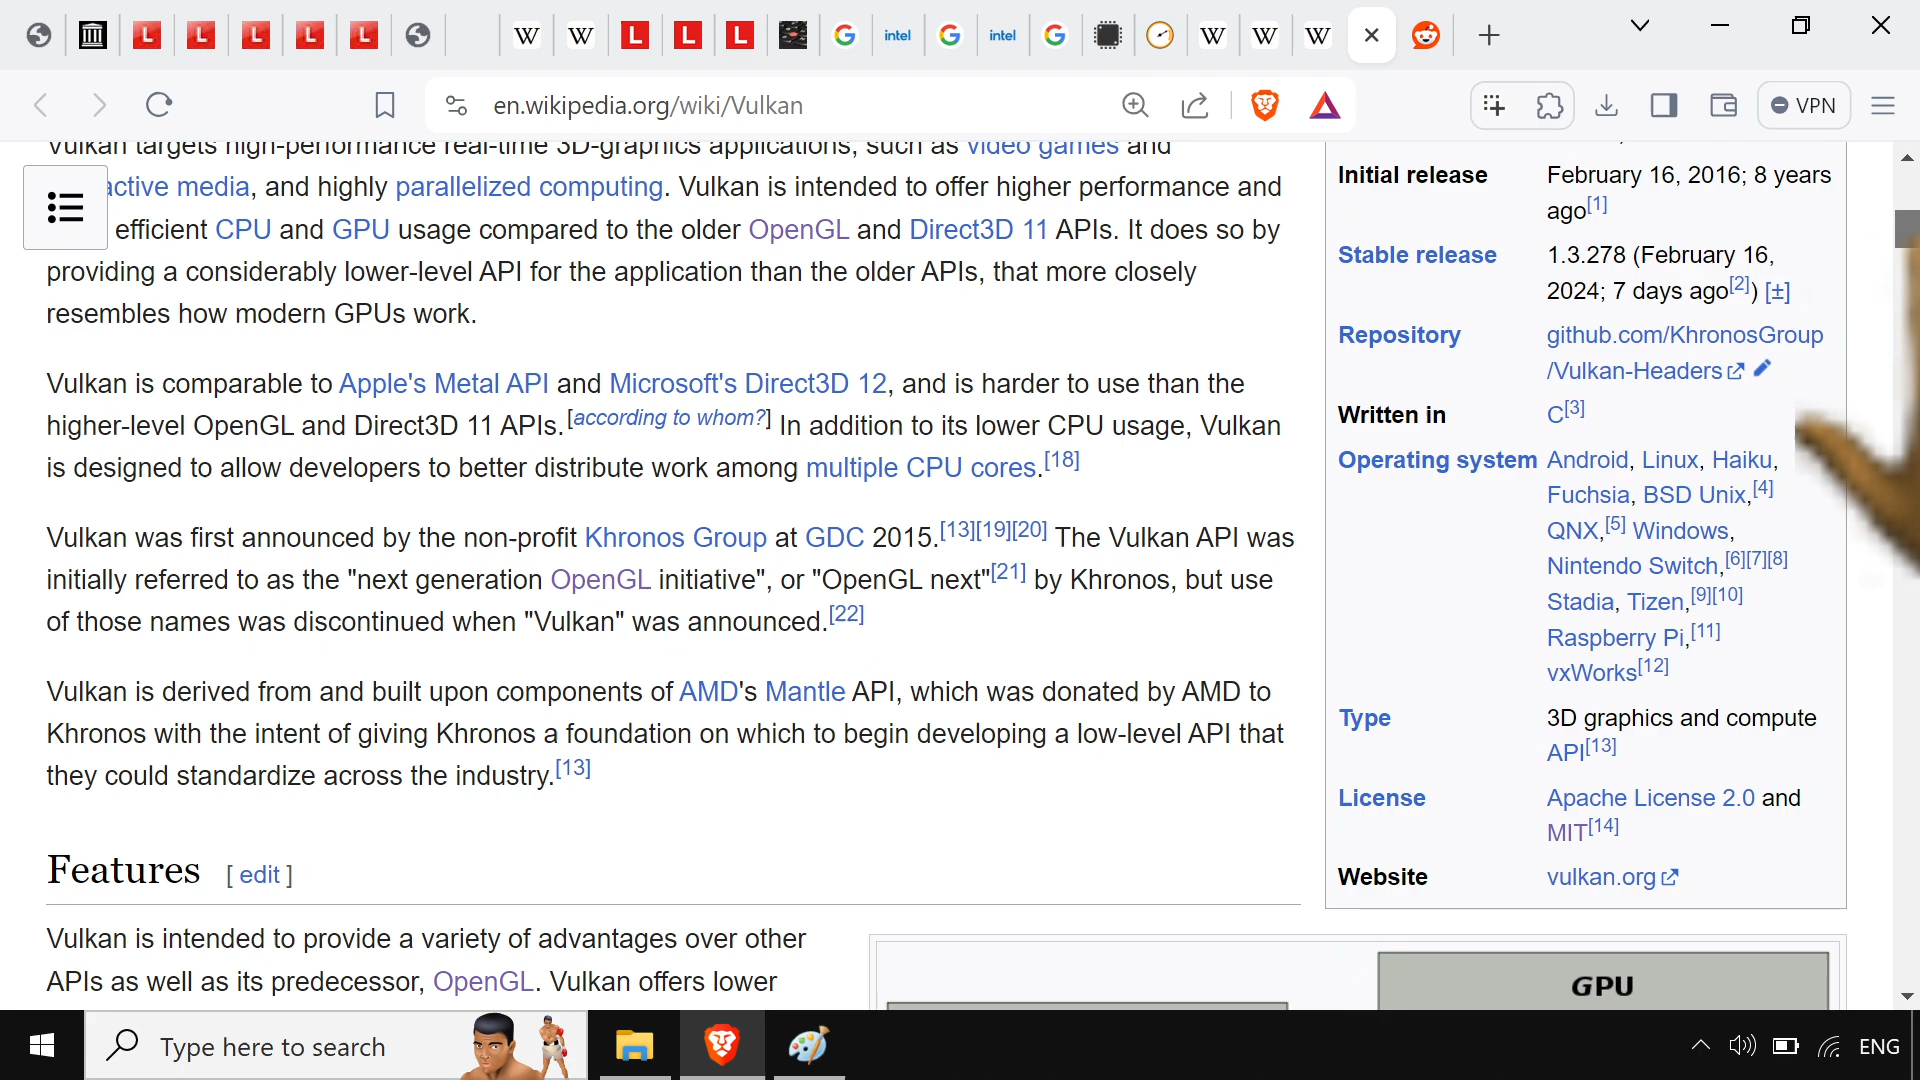 intel
intel
en.wikipedia.org/wiki/Vulkan
VPN
Vulkan targets high-performance real-time 3D-graphics applications, such as video games and
active media, and highly parallelized computing. Vulkan is intended to offer higher performance and
efficient CPU and GPU usage compared to the older OpenGL and Direct3D 11 APIs. It does so by
providing a considerably lower-level API for the application than the older APIs, that more closely
resembles how modern GPUs work.
Vulkan is comparable to Apple's Metal API and Microsoft's Direct3D 12, and is harder to use than the
higher-level OpenGL and Direct3D 11 APIs.[according to whom?] In addition to its lower CPU usage, Vulkan
is designed to allow developers to better distribute work among multiple CPU cores.[18]
Vulkan was first announced by the non-profit Khronos Group at GDC 2015.[13][19][20] The Vulkan API was
initially referred to as the "next generation OpenGL initiative", or "OpenGL next"[21] by Khronos, but use
of those names was discontinued when "Vulkan" was announced.[22]
Vulkan is derived from and built upon components of AMD's Mantle API, which was donated by AMD to
Khronos with the intent of giving Khronos a foundation on which to begin developing a low-level API that
they could standardize across the industry.[13]
Features [ edit ]
Vulkan is intended to provide a variety of advantages over other
APIs as well as its predecessor, OpenGL. Vulkan offers lower
Initial release February 16, 2016; 8 years
ago[1]
Stable release 1.3.278 (February 16,
2024; 7 days ago[2]) [±]
Repository github.com/KhronosGroup
/Vulkan-Headers
Written in C[3]
Operating system Android, Linux, Haiku,
Fuchsia, BSD Unix,[4]
QNX,[5] Windows,
Nintendo Switch,[6][7][8]
Stadia, Tizen,[9][10]
Raspberry Pi,[11]
vxWorks[12]
Type 3D graphics and compute
API[13]
License Apache License 2.0 and
MIT[14]
Website vulkan.org
GPU
Type here to search
ENG